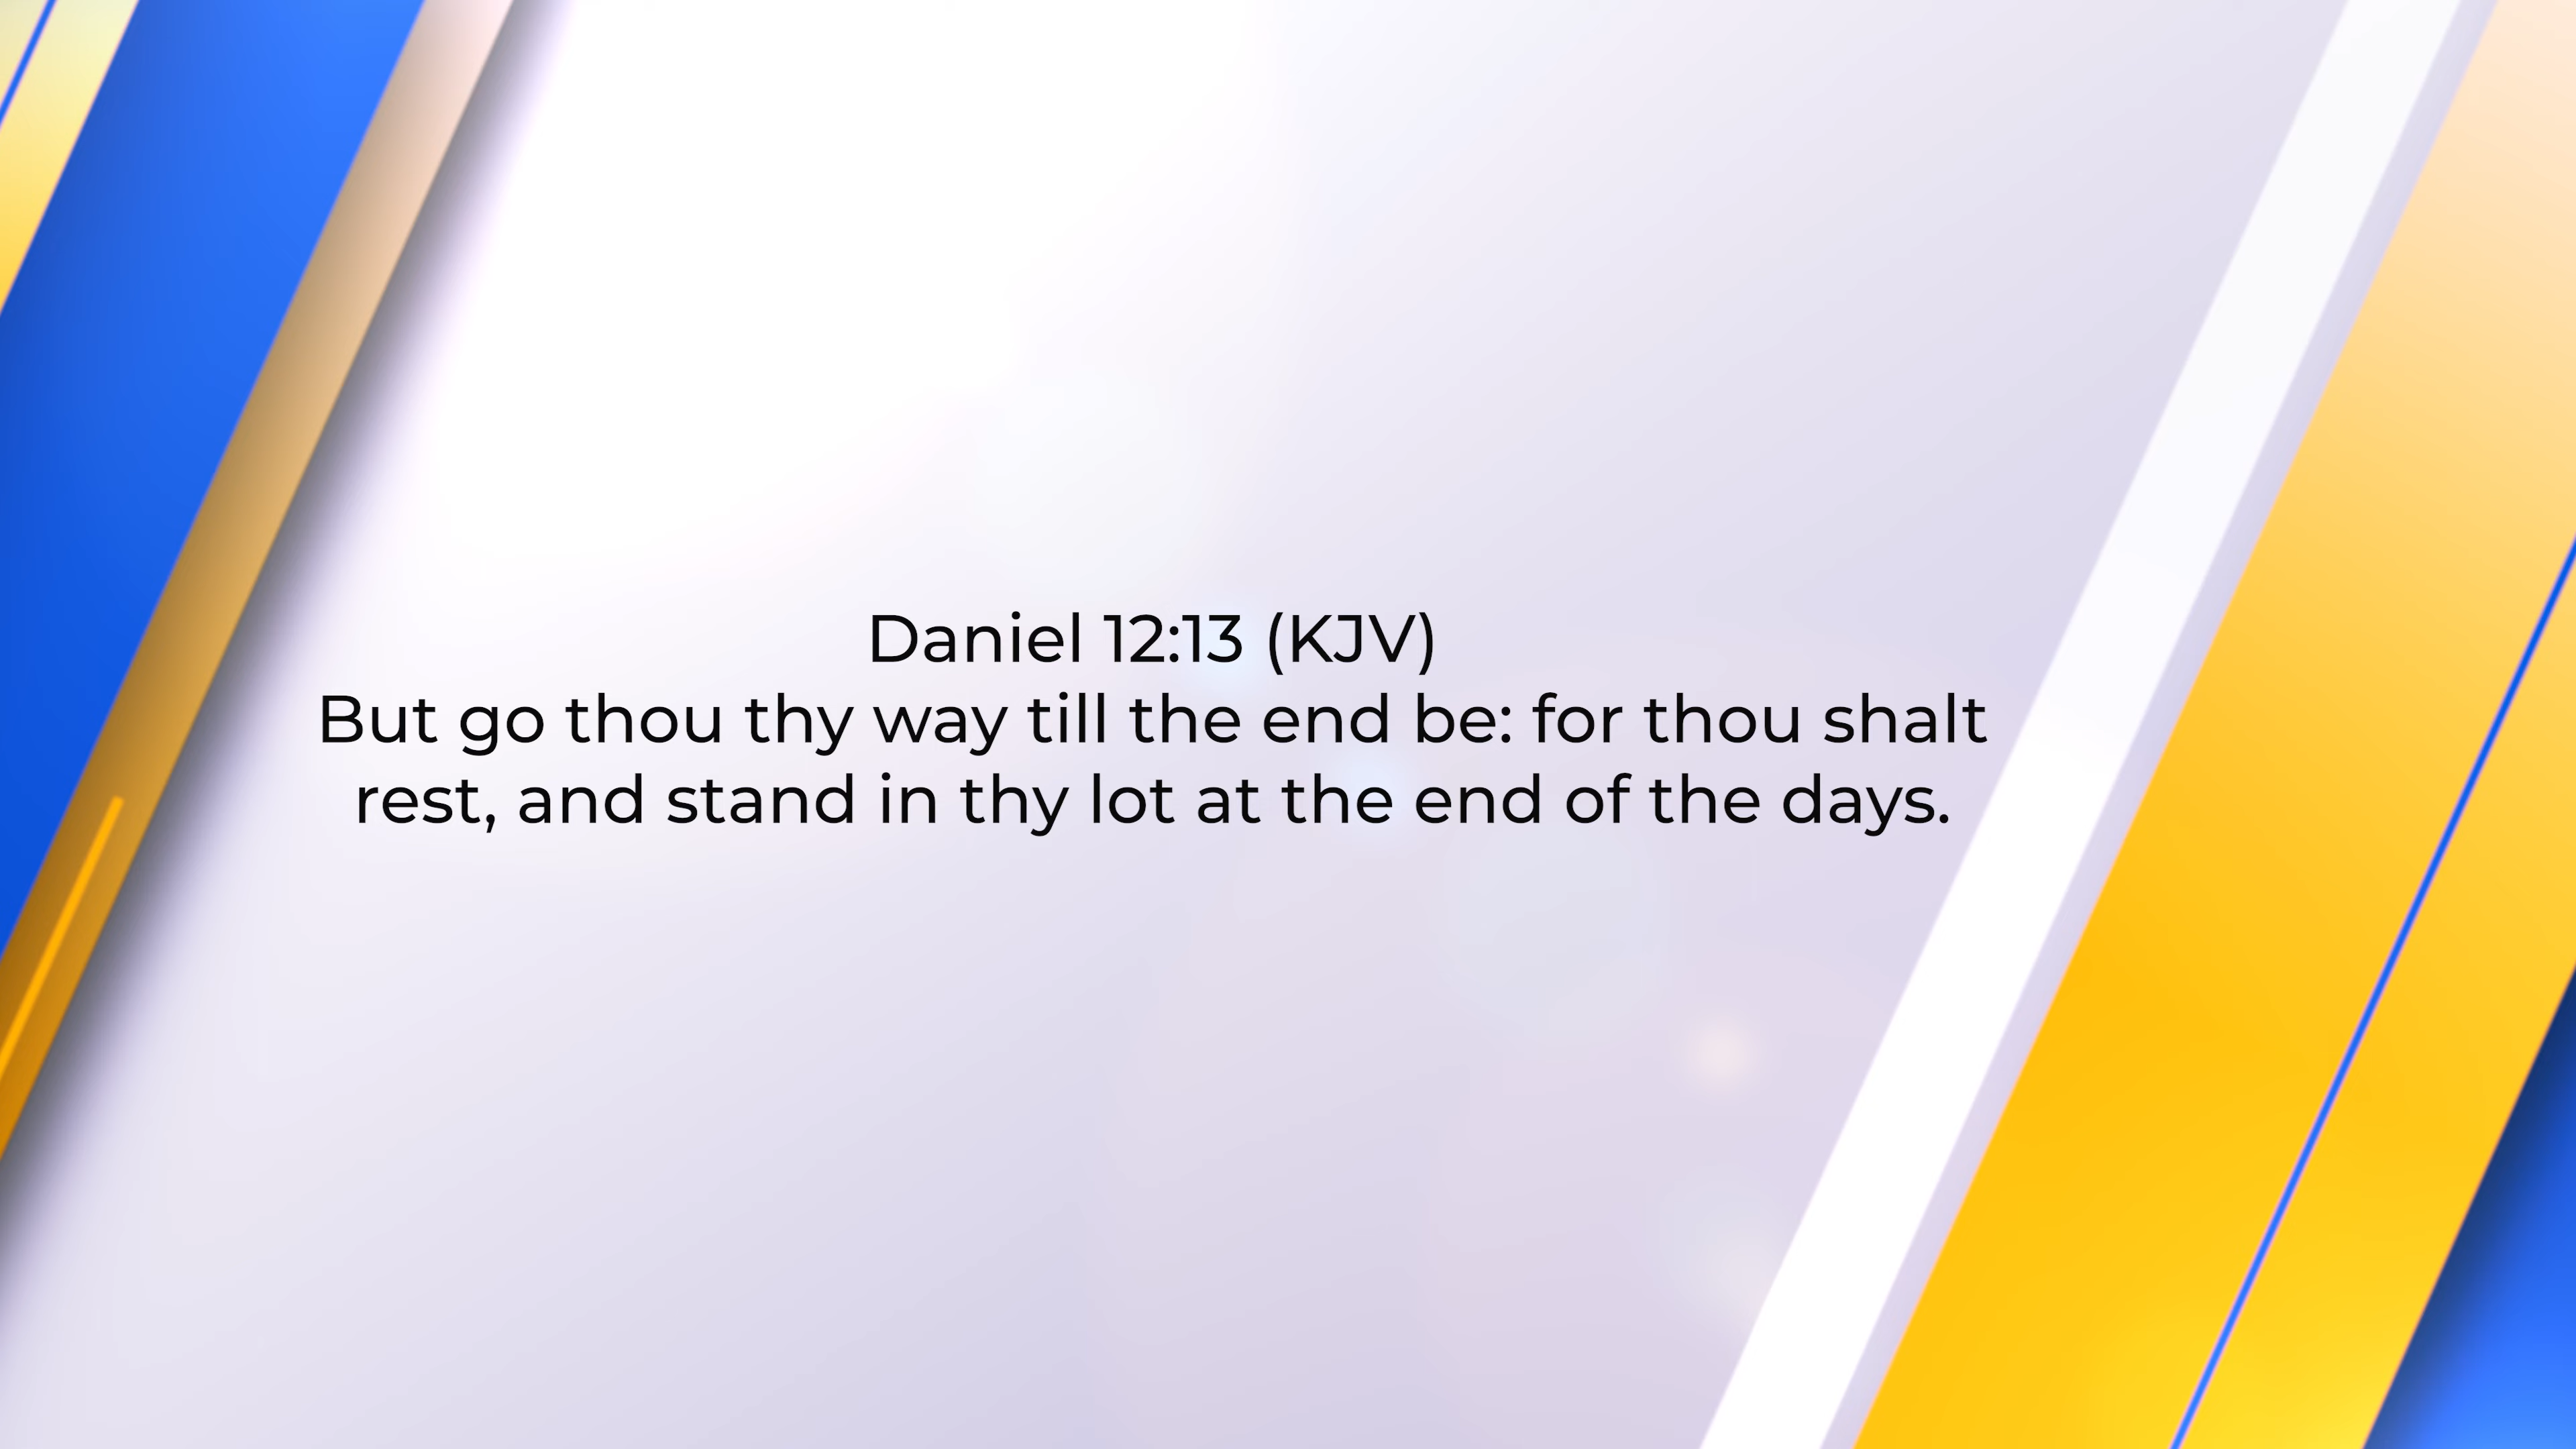 Daniel 12:13 (KJV)
But go thou thy way till the end be: for thou shalt
rest, and stand in thy lot at the end of the days.